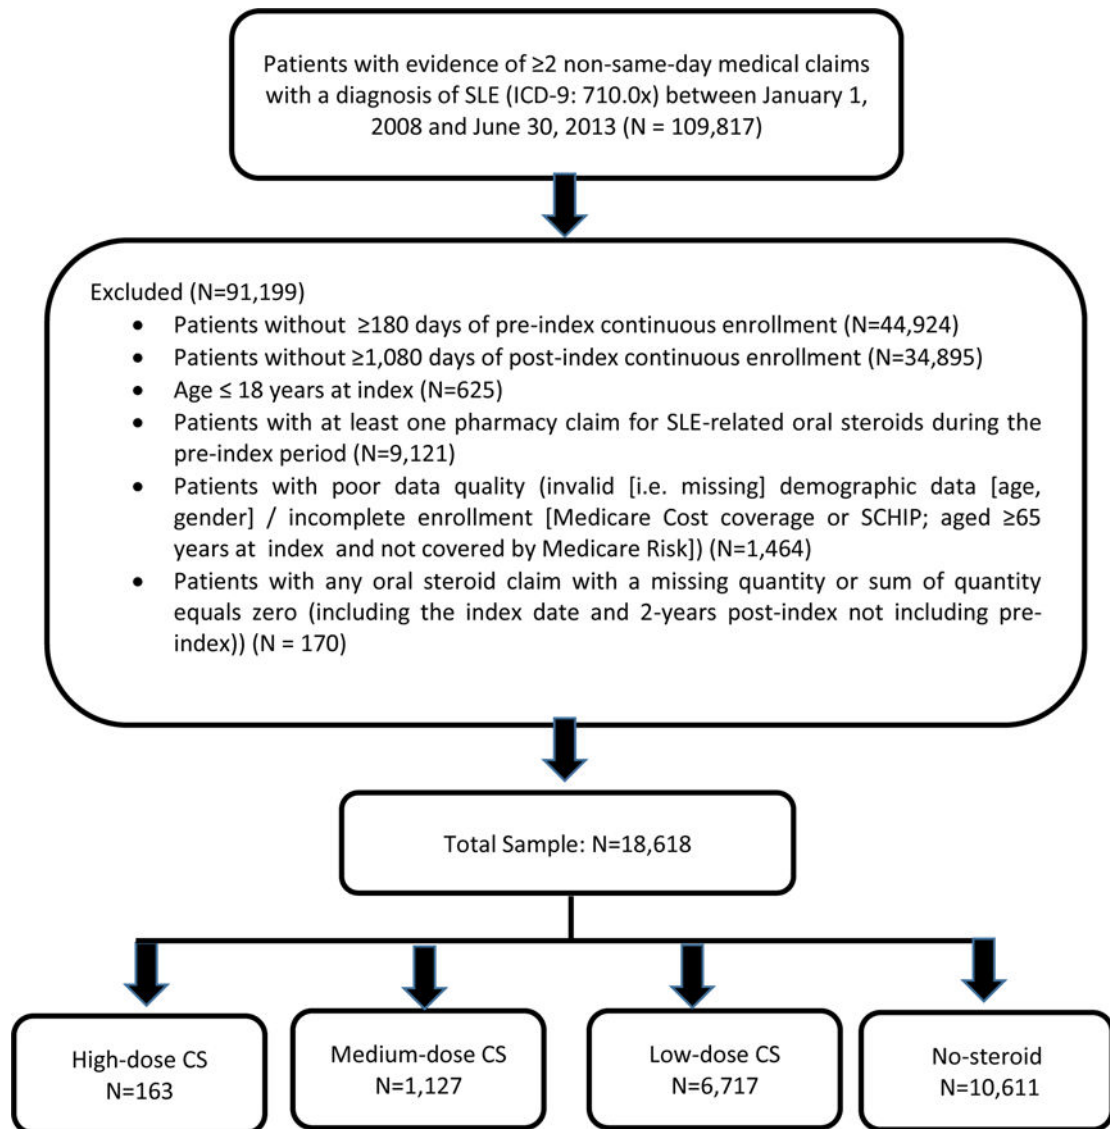 Patients with evidence of ≥2 non-same-day medical claims
with a diagnosis of SLE (ICD-9: 710.0x) between January 1,
2008 and June 30, 2013 (N = 109,817)
Excluded (N=91,199)
• Patients without ≥180 days of pre-index continuous enrollment (N=44,924)
• Patients without ≥1,080 days of post-index continuous enrollment (N=34,895)
• Age ≤ 18 years at index (N=625)
• Patients with at least one pharmacy claim for SLE-related oral steroids during the
pre-index period (N=9,121)
• Patients with poor data quality (invalid [i.e. missing] demographic data [age,
gender] / incomplete enrollment [Medicare Cost coverage or SCHIP; aged ≥65
years at index and not covered by Medicare Risk]) (N=1,464)
• Patients with any oral steroid claim with a missing quantity or sum of quantity
equals zero (including the index date and 2-years post-index not including pre-
index)) (N = 170)
Total Sample: N=18,618
High-dose CS
N=163
Medium-dose CS
N=1,127
Low-dose CS
N=6,717
No-steroid
N=10,611